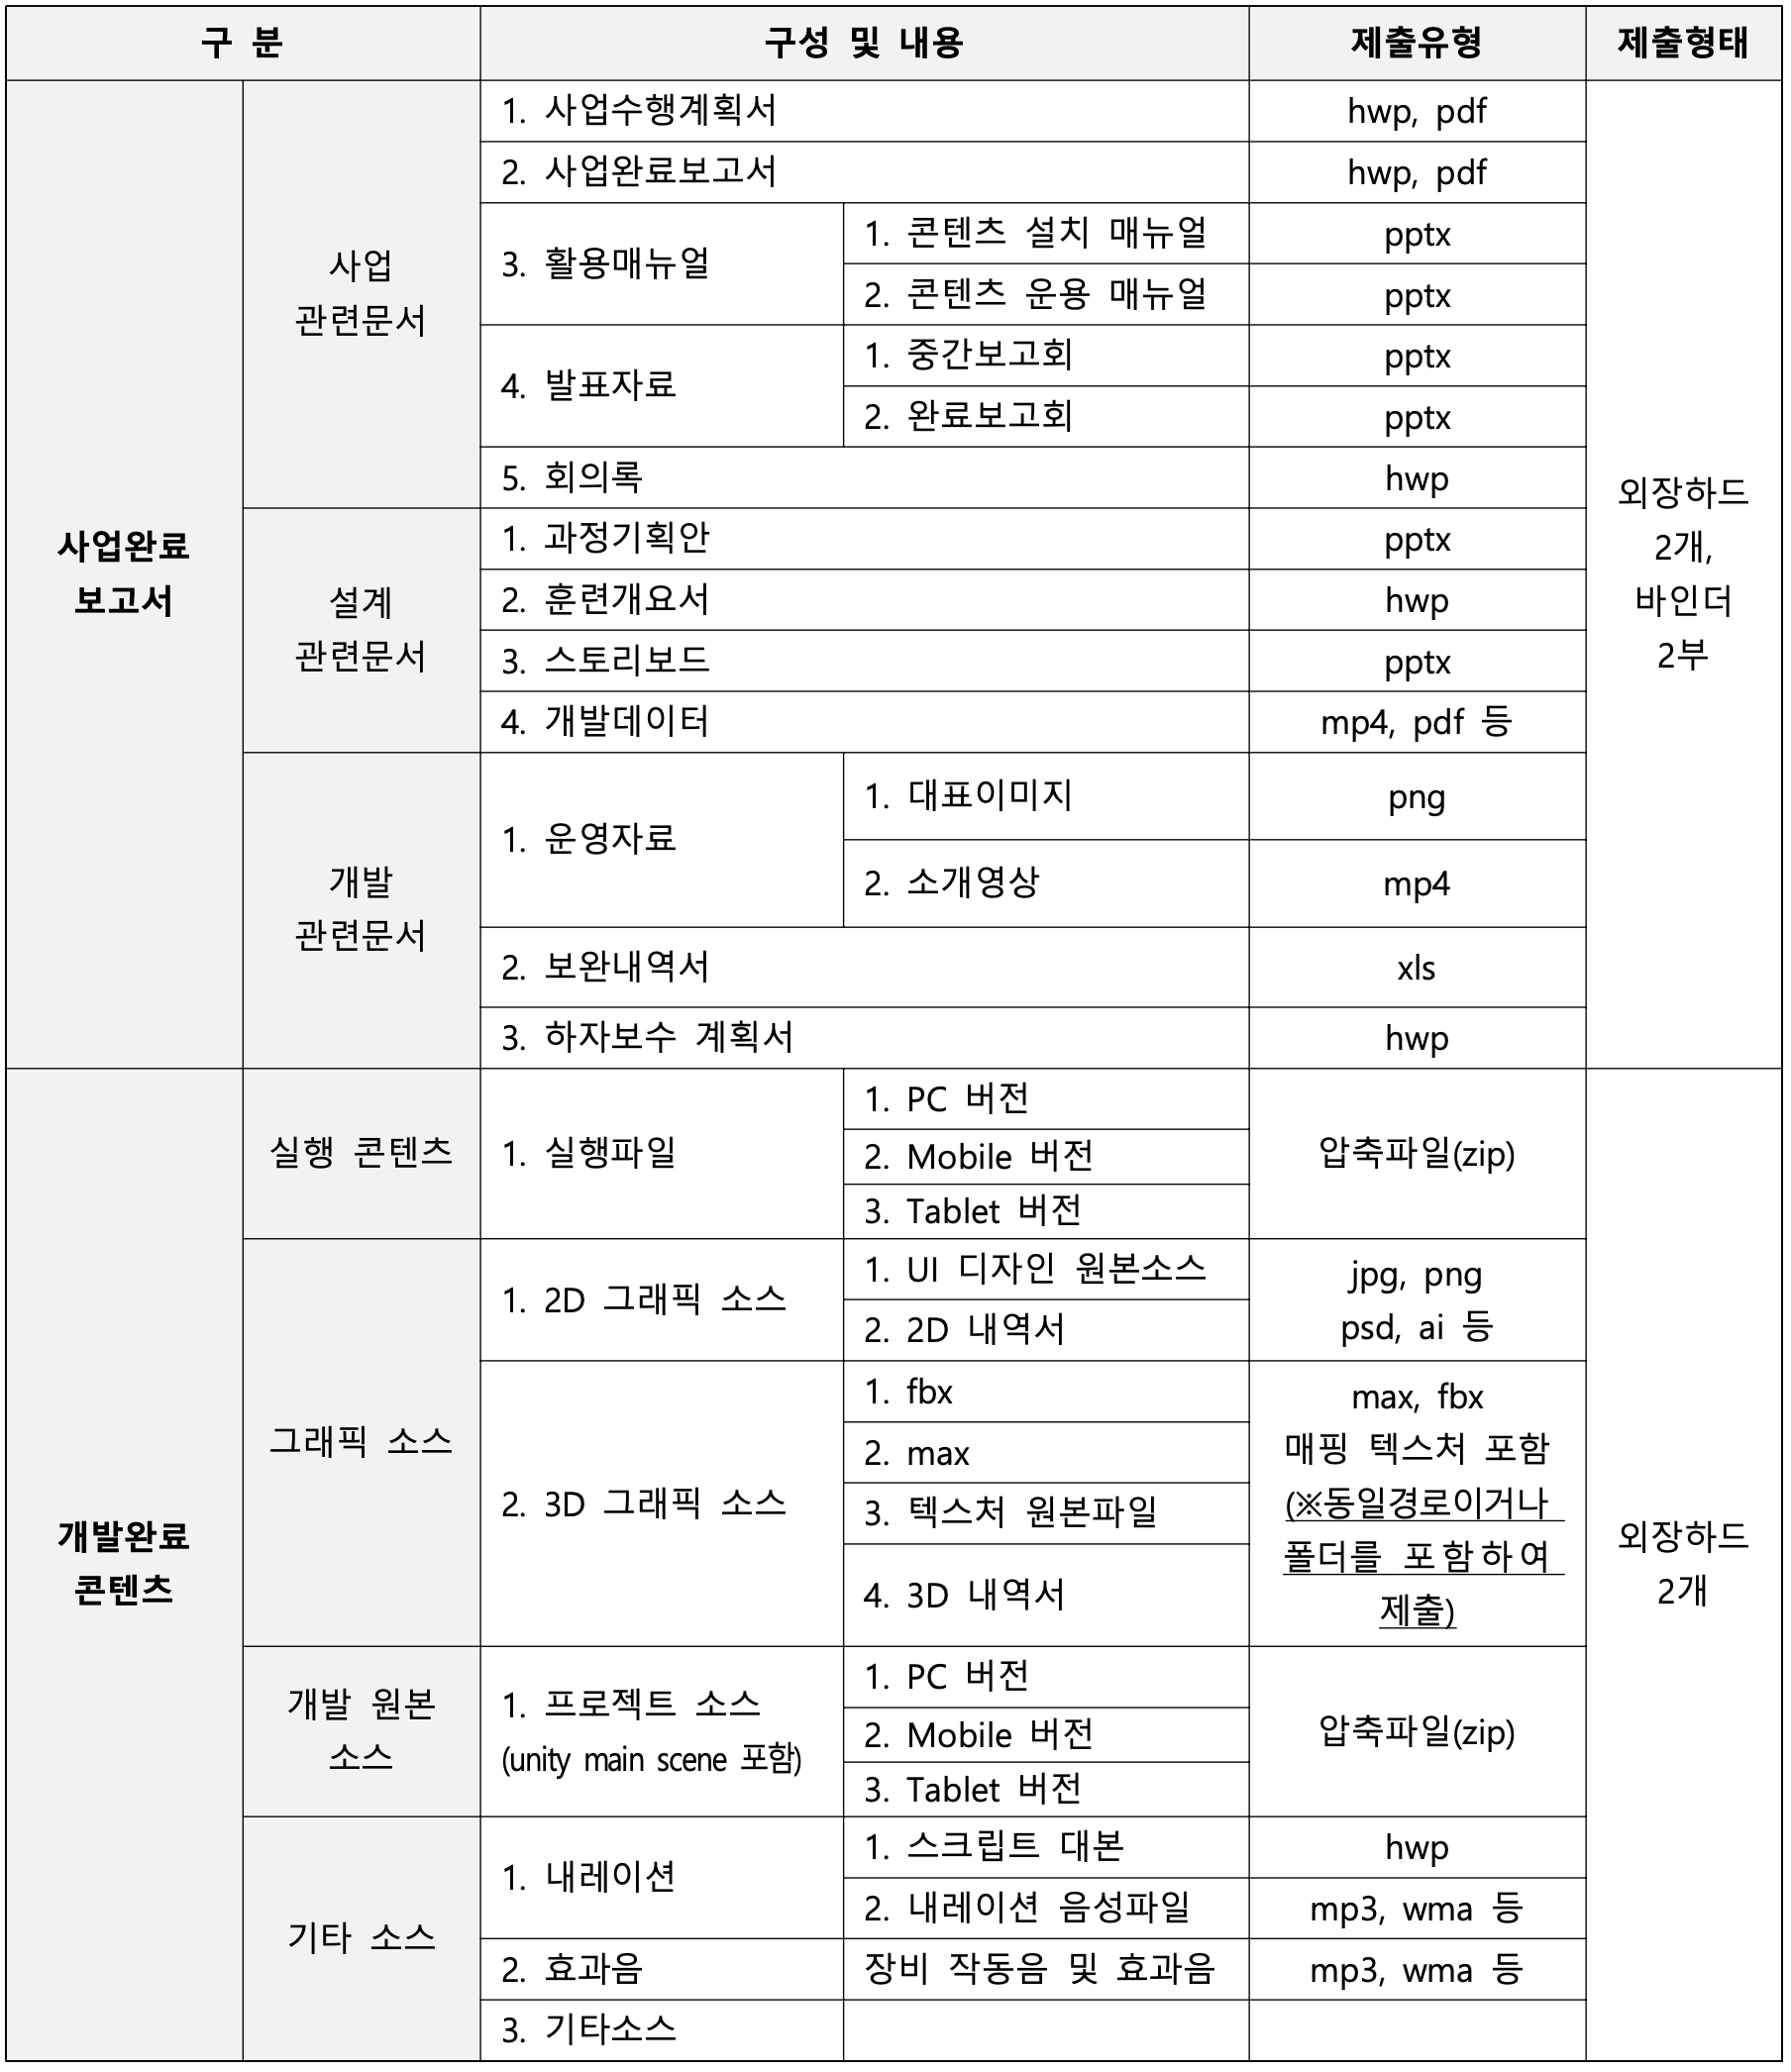 구 분 구성 및 내용 제출유형 제출형태
사업완료
보고서
사업
관련문서
1. 사업수행계획서 hwp, pdf
2. 사업완료보고서 hwp, pdf
3. 활용매뉴얼
1. 콘텐츠 설치 매뉴얼 pptx
2. 콘텐츠 운용 매뉴얼 pptx
4. 발표자료
1. 중간보고회 pptx
2. 완료보고회 pptx
5. 회의록 hwp
외장하드
2개,
바인더
2부
설계
관련문서
1. 과정기획안 pptx
2. 훈련개요서 hwp
3. 스토리보드 pptx
4. 개발데이터 mp4, pdf 등
개발
관련문서
1. 운영자료
1. 대표이미지 png
2. 소개영상 mp4
2. 보완내역서 xls
3. 하자보수 계획서 hwp
개발완료
콘텐츠
실행 콘텐츠
1. 실행파일
1. PC 버전
2. Mobile 버전
3. Tablet 버전
압축파일(zip)
외장하드
2개
그래픽 소스
1. 2D 그래픽 소스
1. UI 디자인 원본소스
2. 2D 내역서
jpg, png
psd, ai 등
2. 3D 그래픽 소스
1. fbx
2. max
3. 텍스처 원본파일
4. 3D 내역서
max, fbx
매핑 텍스처 포함
(※동일경로이거나
폴더를 포함하여
제출)
개발 원본
소스
1. 프로젝트 소스
(unity main scene 포함)
1. PC 버전
2. Mobile 버전
3. Tablet 버전
압축파일(zip)
기타 소스
1. 내레이션
1. 스크립트 대본 hwp
2. 내레이션 음성파일 mp3, wma 등
2. 효과음 장비 작동음 및 효과음 mp3, wma 등
3. 기타소스